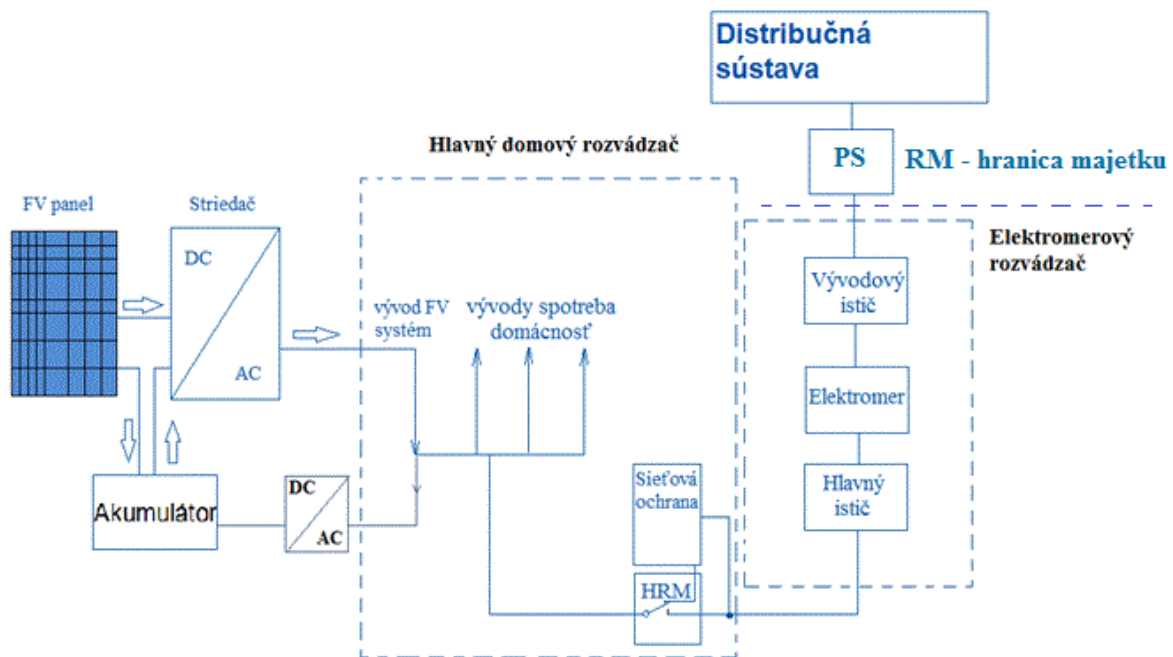 Distribučná
sústava
PS
RM - hranica majetku
Hlavný domový rozvádzač
FV panel
Striedač
DC
AC
vývod FV
systém
vývody spotreba
domácnosť
Elektromerový
rozvádzač
Vývodový
istič
Elektromer
Hlavný
istič
Sieťová
ochrana
HRM
Akumulátor
DC
AC